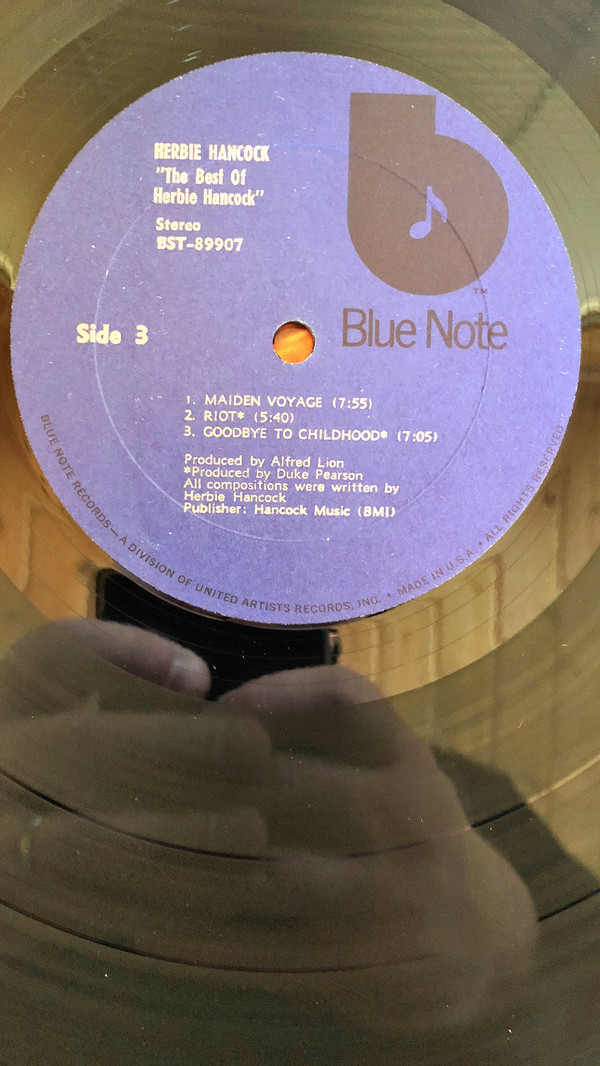 HERBIE HANCOCK
"The Best Of
Herbie Hancock"
Stereo
BST-89907
TM
Blue Note
Side 3
1. MAIDEN VOYAGE (7:55)
2. RIOT* (5:40)
3. GOODBYE TO CHILDHOOD* (7:05)
Produced by Alfred Lion
*Produced by Duke Pearson
All compositions were written by
Herbie Hancock
Publisher: Hancock Music (BMI)
BLUE NOTE RECORDS—A DIVISION OF UNITED ARTISTS RECORDS, INC. • MADE IN U.S.A • ALL RIGHTS RESERVED